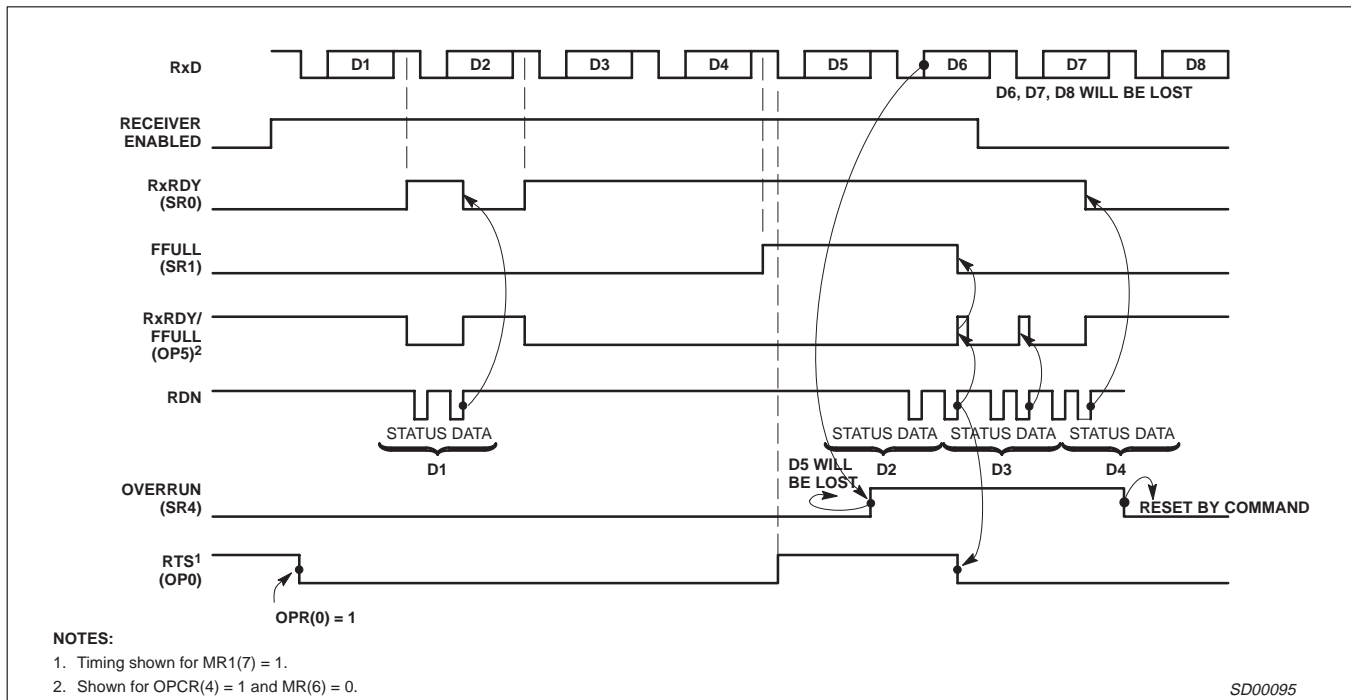 RxD D1 D2 D3 D4 D5 D6 D7 D8
D6, D7, D8 WILL BE LOST
RECEIVER
ENABLED
RxRDY
(SR0)
FFULL
(SR1)
RxRDY/
FFULL
(OP5)2
RDN
STATUS DATA STATUS DATA STATUS DATA STATUS DATA
D1 D2 D3 D4
D5 WILL
BE LOST
OVERRUN
(SR4)
RESET BY COMMAND
RTS1
(OP0)
OPR(0) = 1
NOTES:
1. Timing shown for MR1(7) = 1.
2. Shown for OPCR(4) = 1 and MR(6) = 0.
SD00095